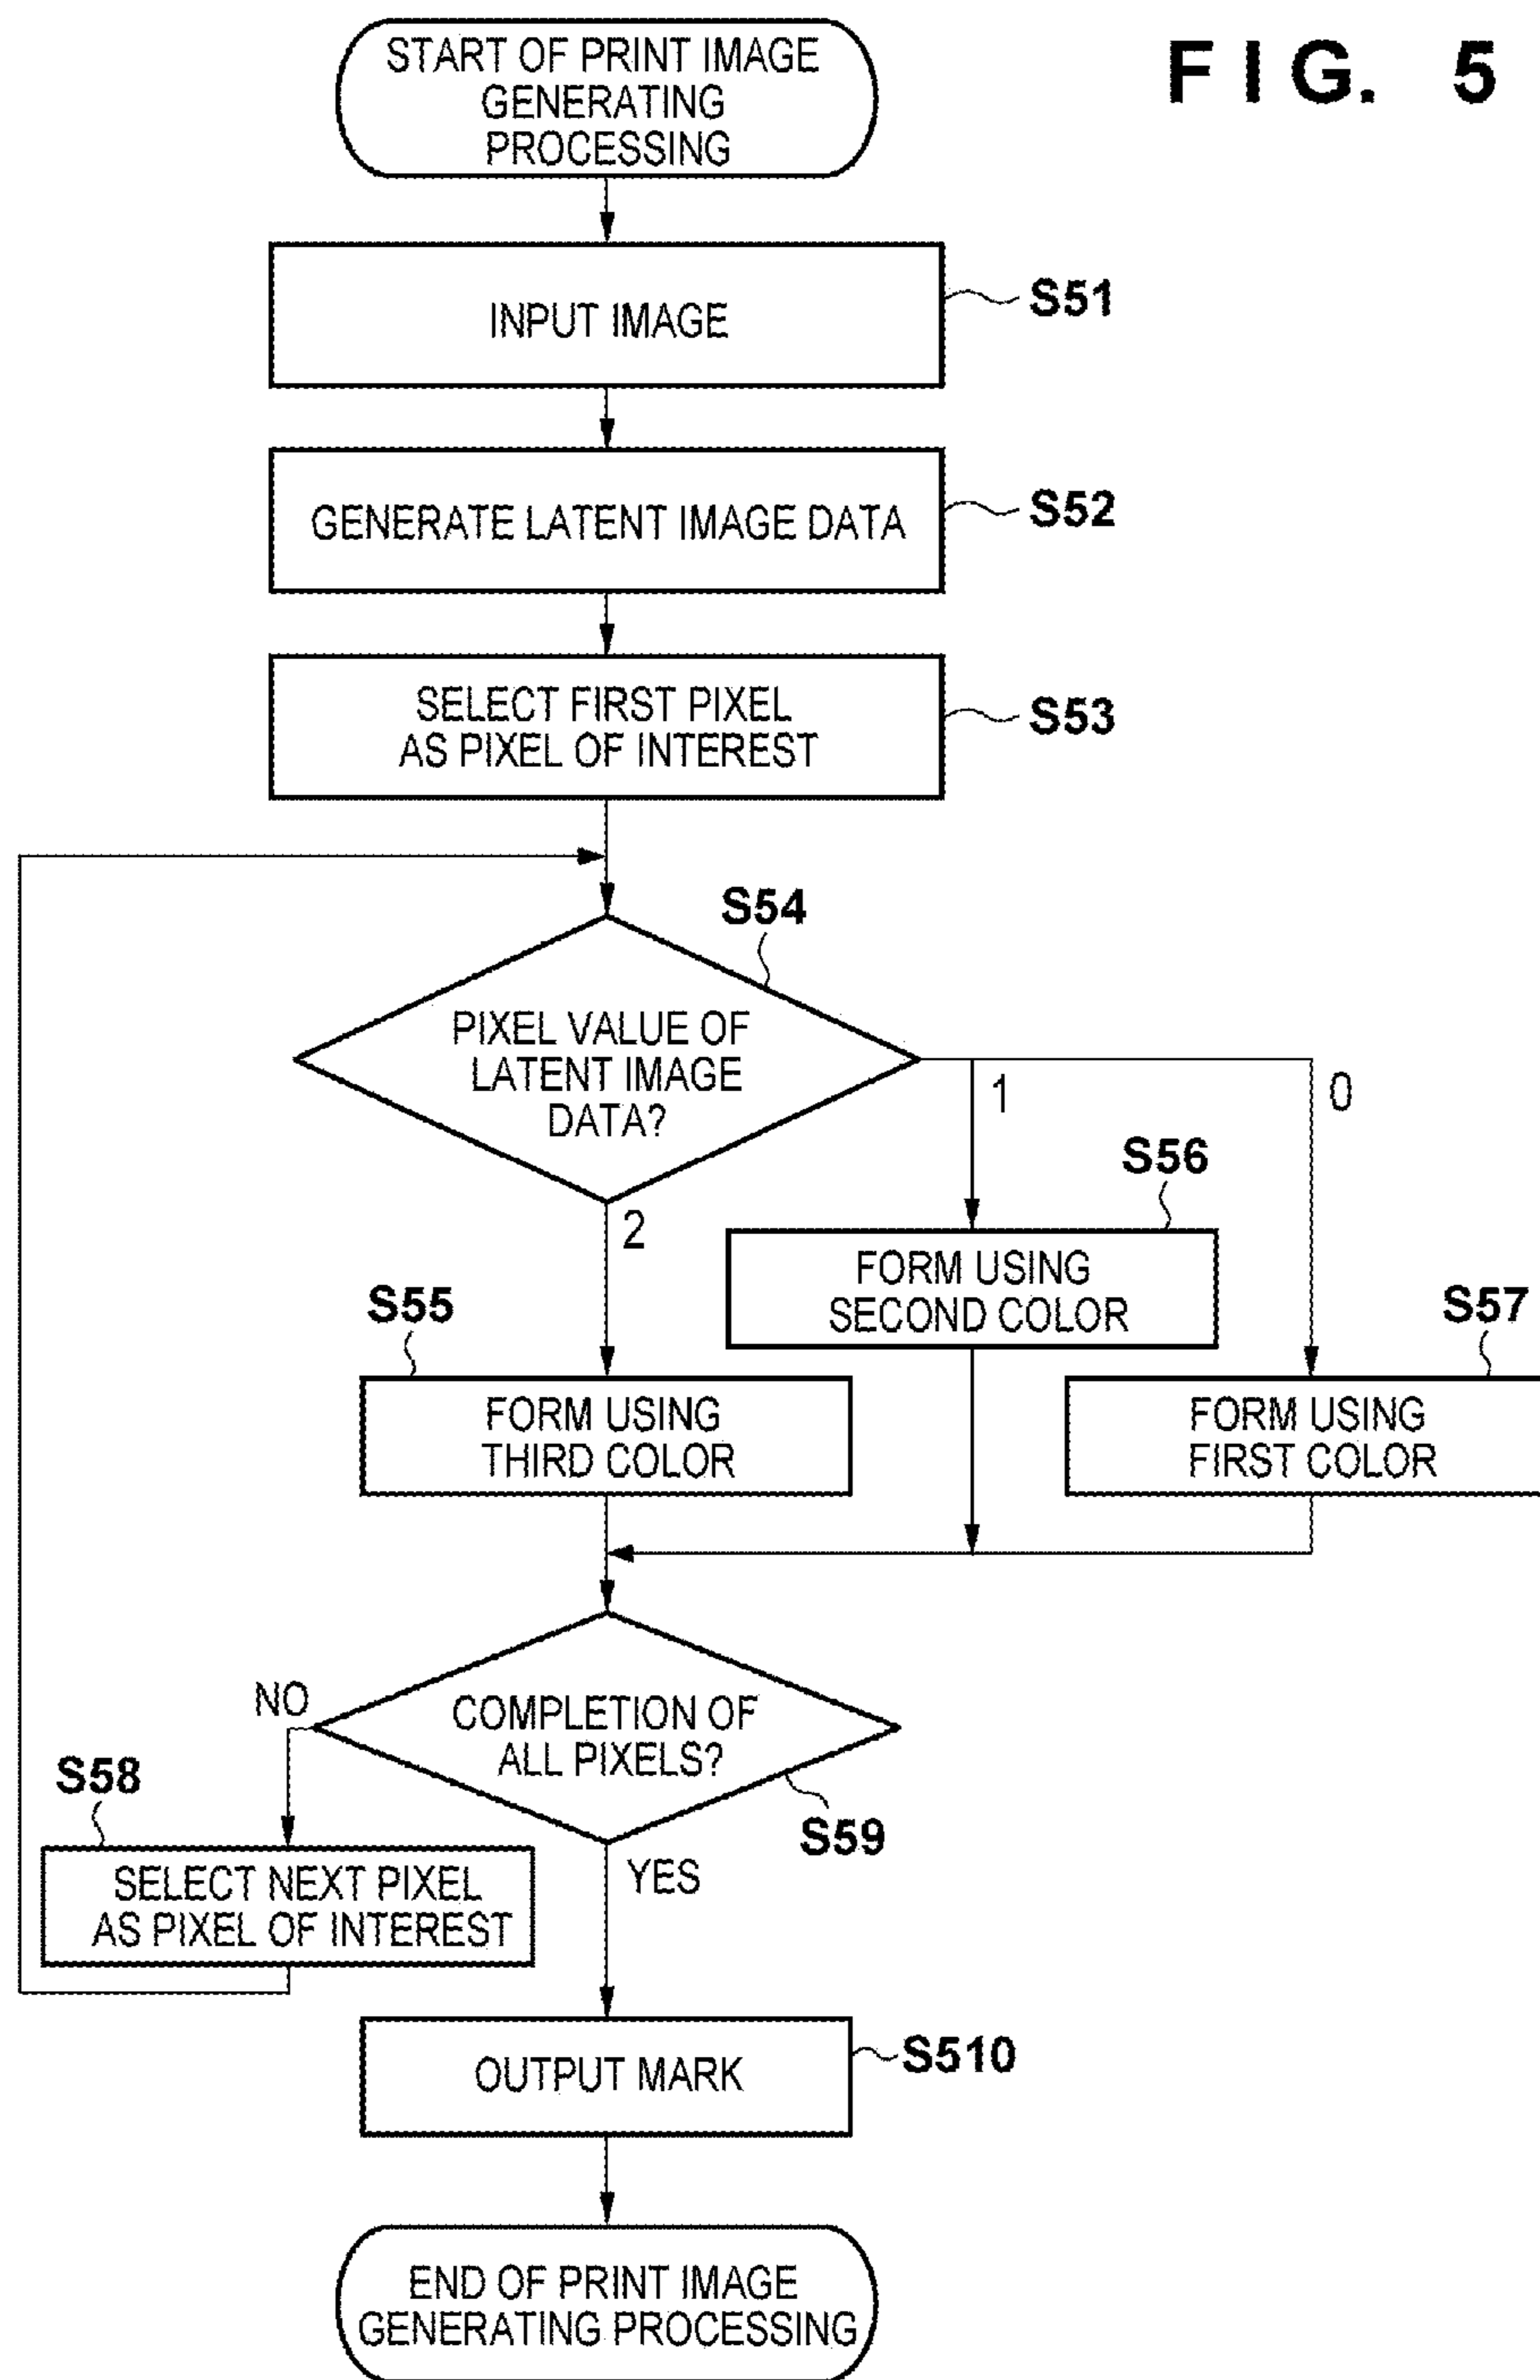 FIG. 5
START OF PRINT IMAGE
GENERATING
PROCESSING
INPUT IMAGE
S51
GENERATE LATENT IMAGE DATA
S52
SELECT FIRST PIXEL
AS PIXEL OF INTEREST
S53
S54
PIXEL VALUE OF
LATENT IMAGE
DATA?
1
0
2
S56
FORM USING
SECOND COLOR
S55
FORM USING
THIRD COLOR
S57
FORM USING
FIRST COLOR
NO
COMPLETION OF
ALL PIXELS?
S59
S58
SELECT NEXT PIXEL
AS PIXEL OF INTEREST
YES
OUTPUT MARK
S510
END OF PRINT IMAGE
GENERATING PROCESSING